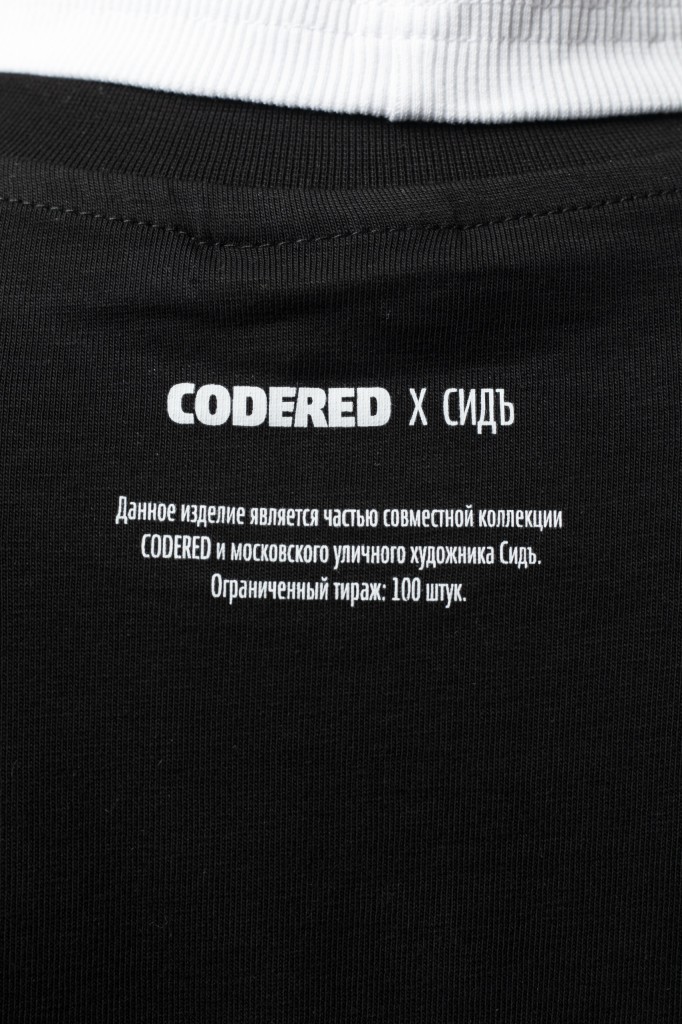 CODERED X СИДЪ
Данное изделие является частью совместной коллекции
CODERED и московского уличного художника Сидъ.
Ограниченный тираж: 100 штук.